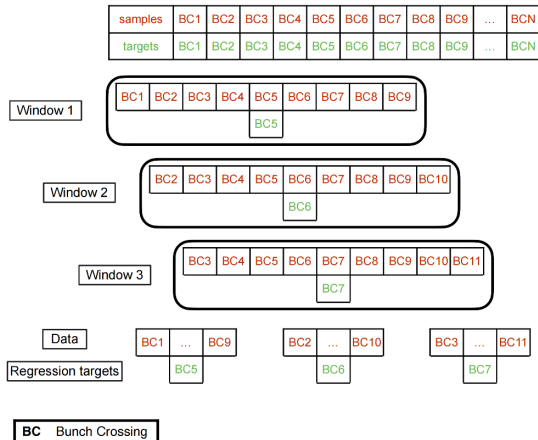 samples BC1 BC2 BC3 BC4 BC5 BC6 BC7 BC8 BC9 ... BCN
targets BC1 BC2 BC3 BC4 BC5 BC6 BC7 BC8 BC9 ... BCN
Window 1
BC1 BC2 BC3 BC4 BC5 BC6 BC7 BC8 BC9
BC5
Window 2
BC2 BC3 BC4 BC5 BC6 BC7 BC8 BC9 BC10
BC6
Window 3
BC3 BC4 BC5 BC6 BC7 BC8 BC9 BC10 BC11
BC7
Data BC1 ... BC9 BC2 ... BC10 BC3 ... BC11
Regression targets BC5 BC6 BC7
BC Bunch Crossing